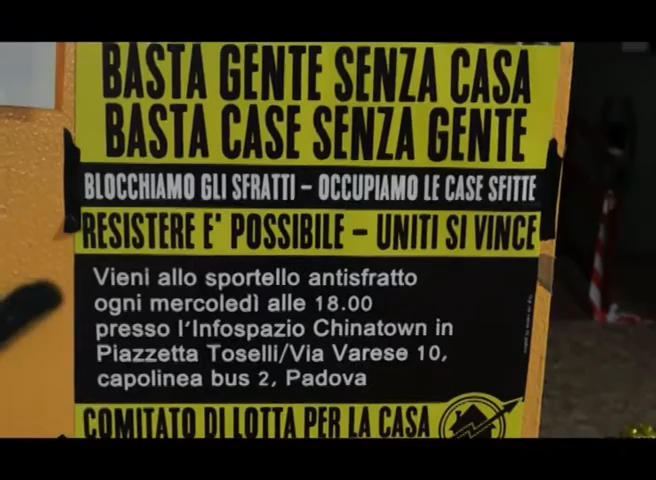 BASTA GENTE SENZA CASA
BASTA CASE SENZA GENTE
BLOCCHIAMO GLI SFRATTI – OCCUPIAMO LE CASE SFITTE
RESISTERE E' POSSIBILE – UNITI SI VINCE
Vieni allo sportello antisfratto
ogni mercoledì alle 18.00
presso l'Infospazio Chinatown in
Piazzetta Toselli/Via Varese 10,
capolinea bus 2, Padova
COMITATO DI LOTTA PER LA CASA